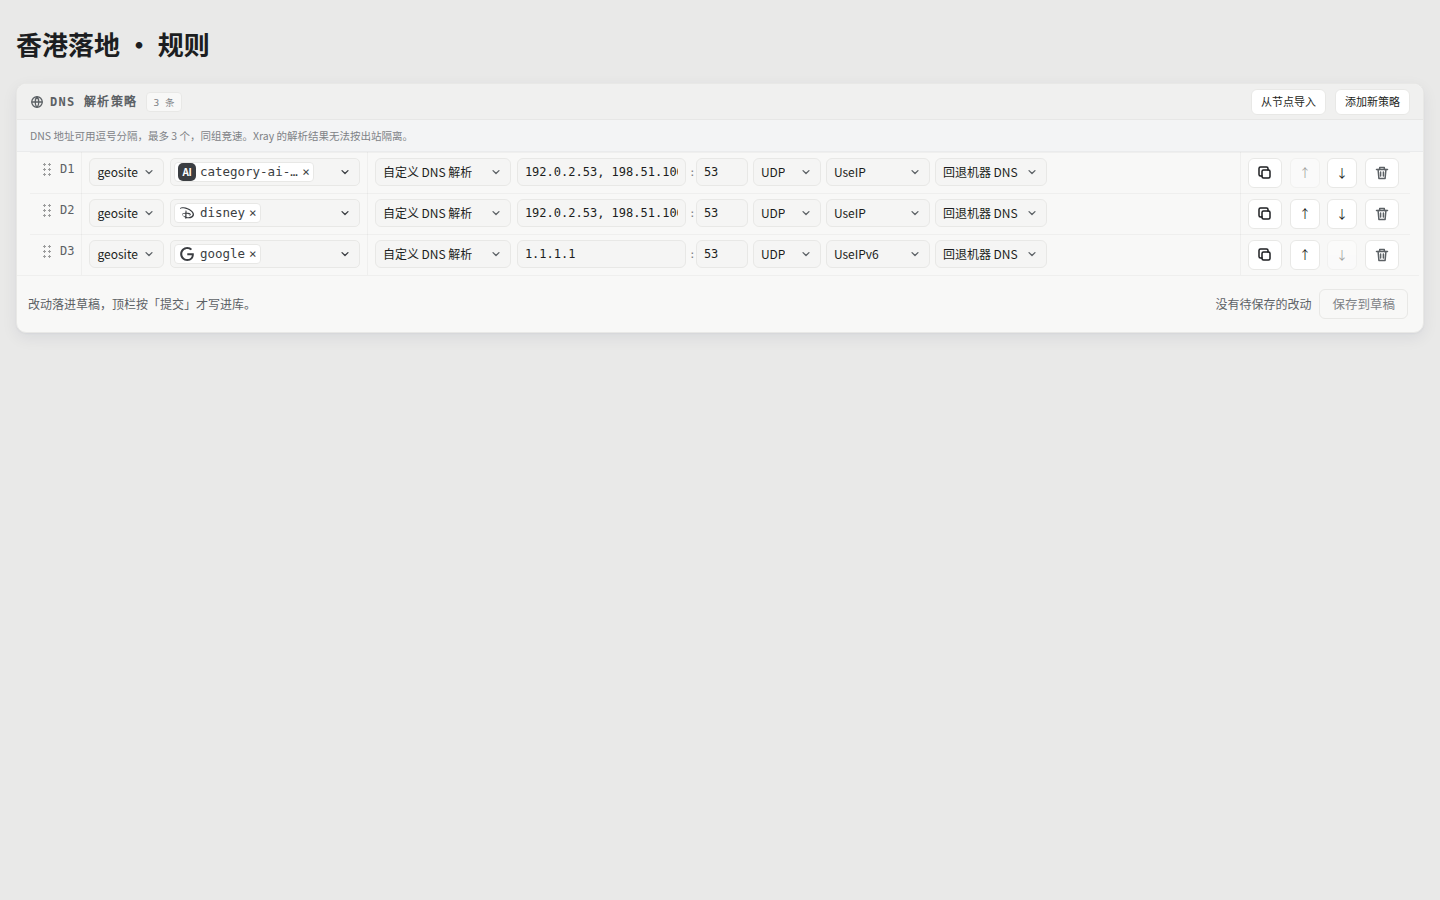 香港落地 · 规则
DNS 解析策略 3 条 从节点导入 添加新策略
DNS 地址可用逗号分隔，最多 3 个，同组竞速。Xray 的解析结果无法按出站隔离。
D1 geosite AI category-ai-… × 自定义 DNS 解析 192.0.2.53, 198.51.10 : 53 UDP UseIP 回退机器 DNS ↑ ↓
D2 geosite disney × 自定义 DNS 解析 192.0.2.53, 198.51.10 : 53 UDP UseIP 回退机器 DNS ↑ ↓
D3 geosite google × 自定义 DNS 解析 1.1.1.1 : 53 UDP UseIPv6 回退机器 DNS ↑ ↓
改动落进草稿，顶栏按「提交」才写进库。 没有待保存的改动 保存到草稿